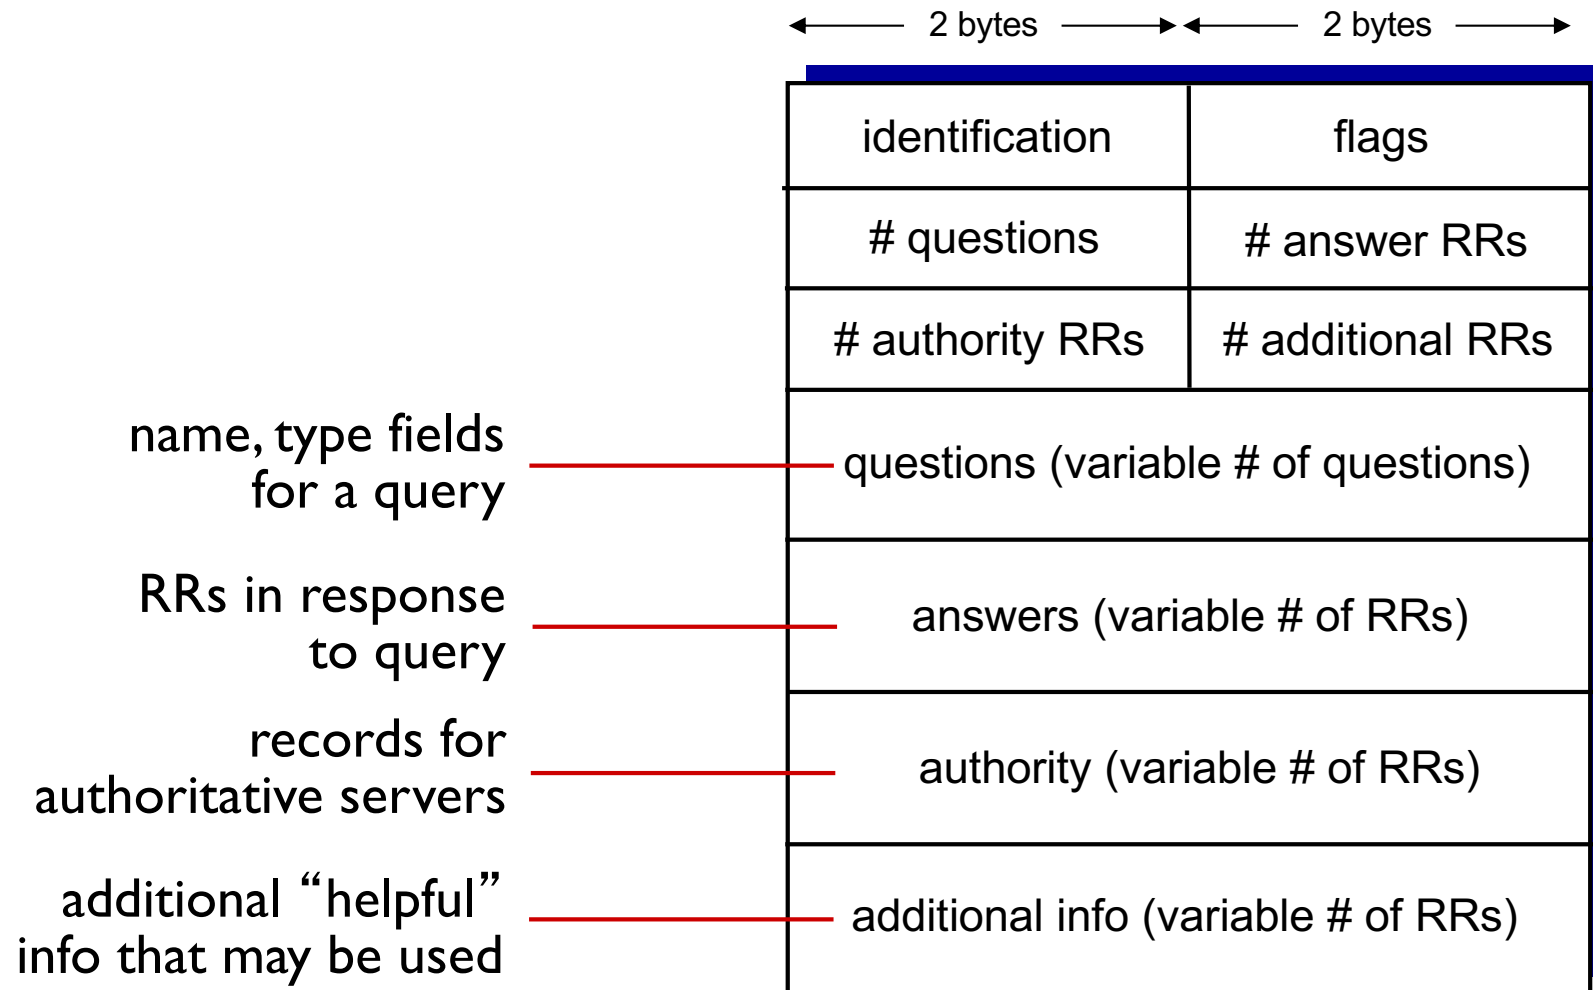 2 bytes 2 bytes
identification flags
# questions # answer RRs
# authority RRs # additional RRs
name, type fields
for a query
questions (variable # of questions)
RRs in response
to query
answers (variable # of RRs)
records for
authoritative servers
authority (variable # of RRs)
additional “helpful”
info that may be used
additional info (variable # of RRs)